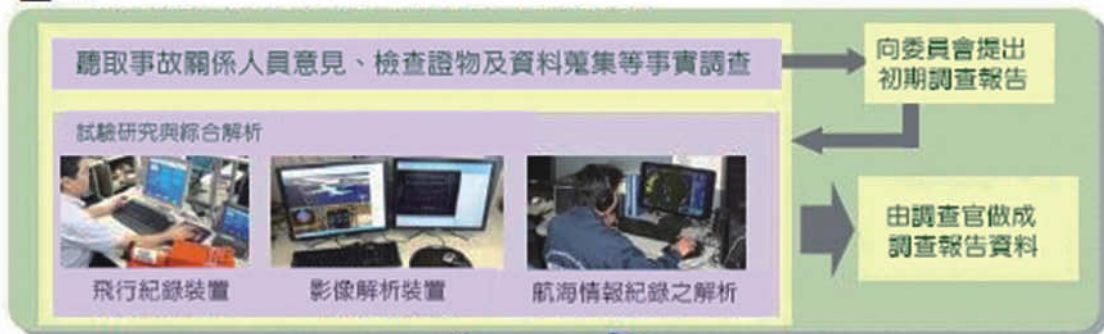 聽取事故關係人員意見、檢查證物及資料蒐集等事實調查
向委員會提出
初期調查報告
試驗研究與綜合解析
飛行紀錄裝置
影像解析裝置
航海情報紀錄之解析
由調查官做成
調查報告資料